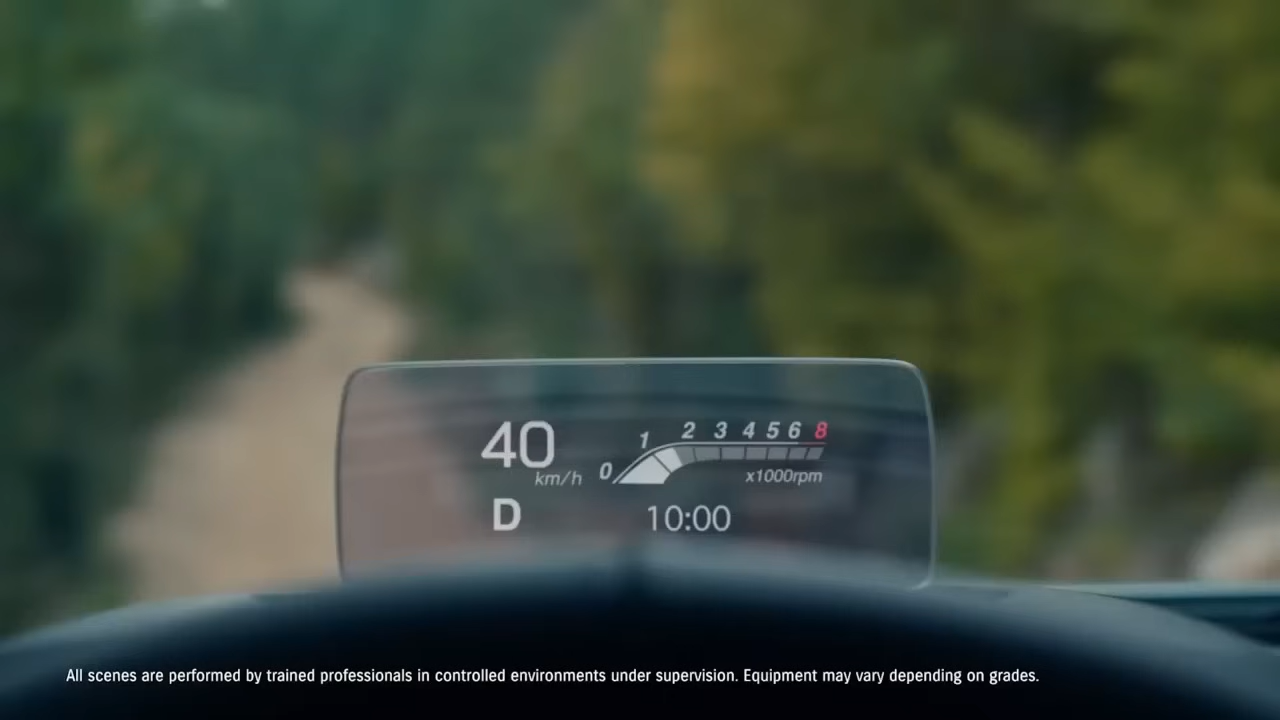 40 km/h
0 1 2 3 4 5 6 8
x1000rpm
D 10:00
All scenes are performed by trained professionals in controlled environments under supervision. Equipment may vary depending on grades.